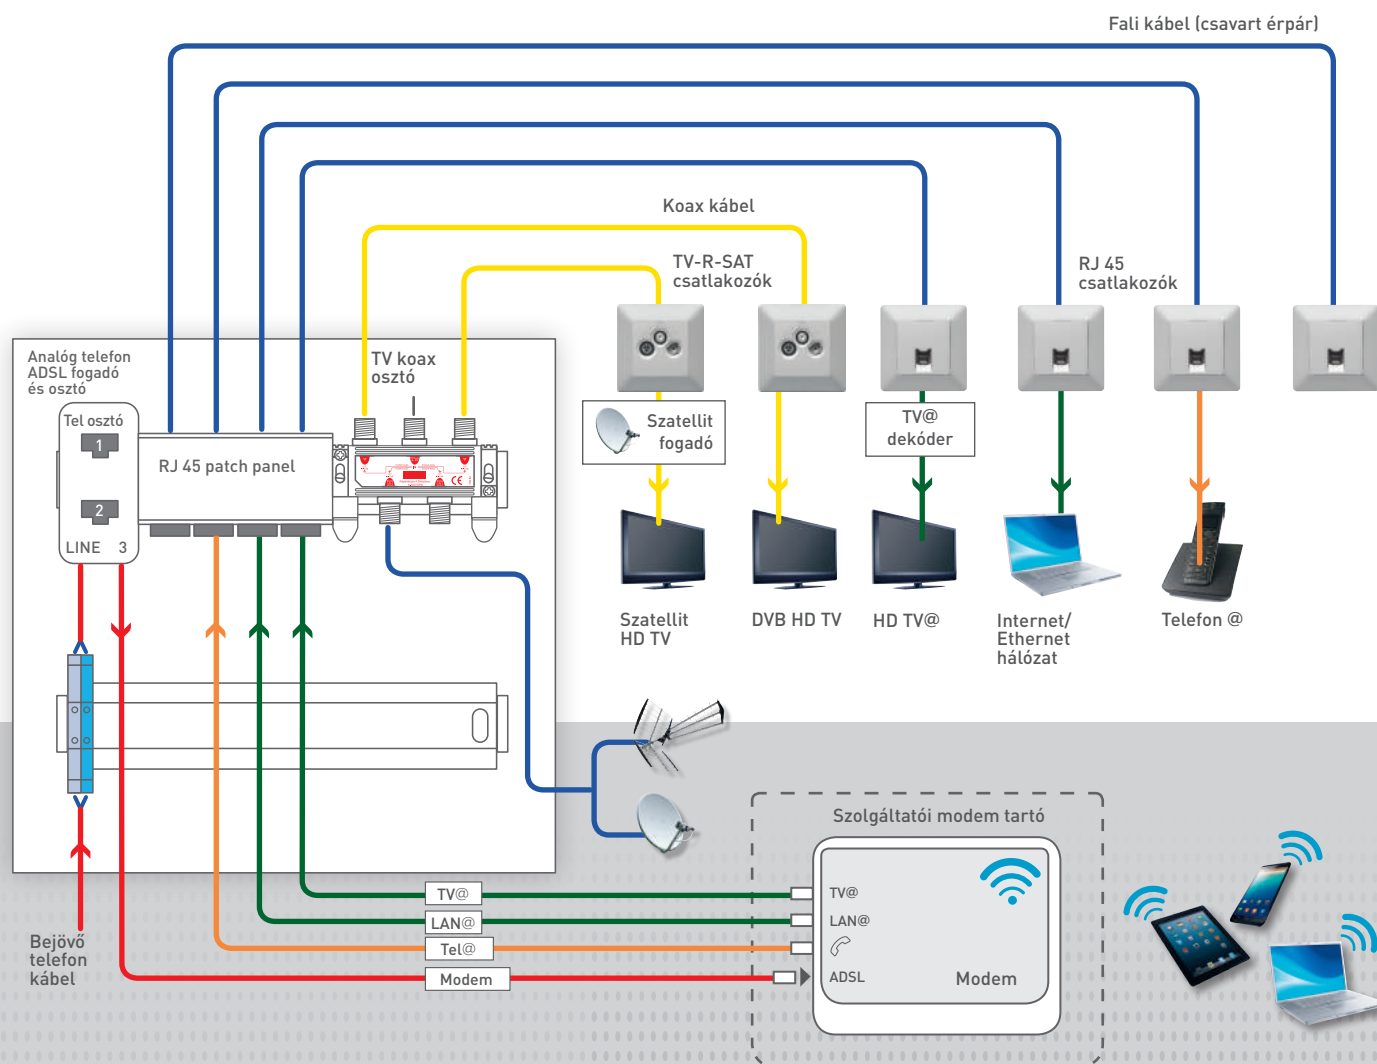 Fali kábel (csavart érpár)
Koax kábel
TV-R-SAT
csatlakozók
RJ 45
csatlakozók
Analóg telefon
ADSL fogadó
és osztó
TV koax
osztó
Tel osztó
1
RJ 45 patch panel
2
LINE 3
CE
Szatellit
fogadó
TV@
dekóder
Szatellit
HD TV
DVB HD TV
HD TV@
Internet/
Ethernet
hálózat
Telefon @
Szolgáltatói modem tartó
TV@
LAN@
Tel@
Modem
TV@
LAN@
ADSL
Modem
Bejövő
telefon
kábel